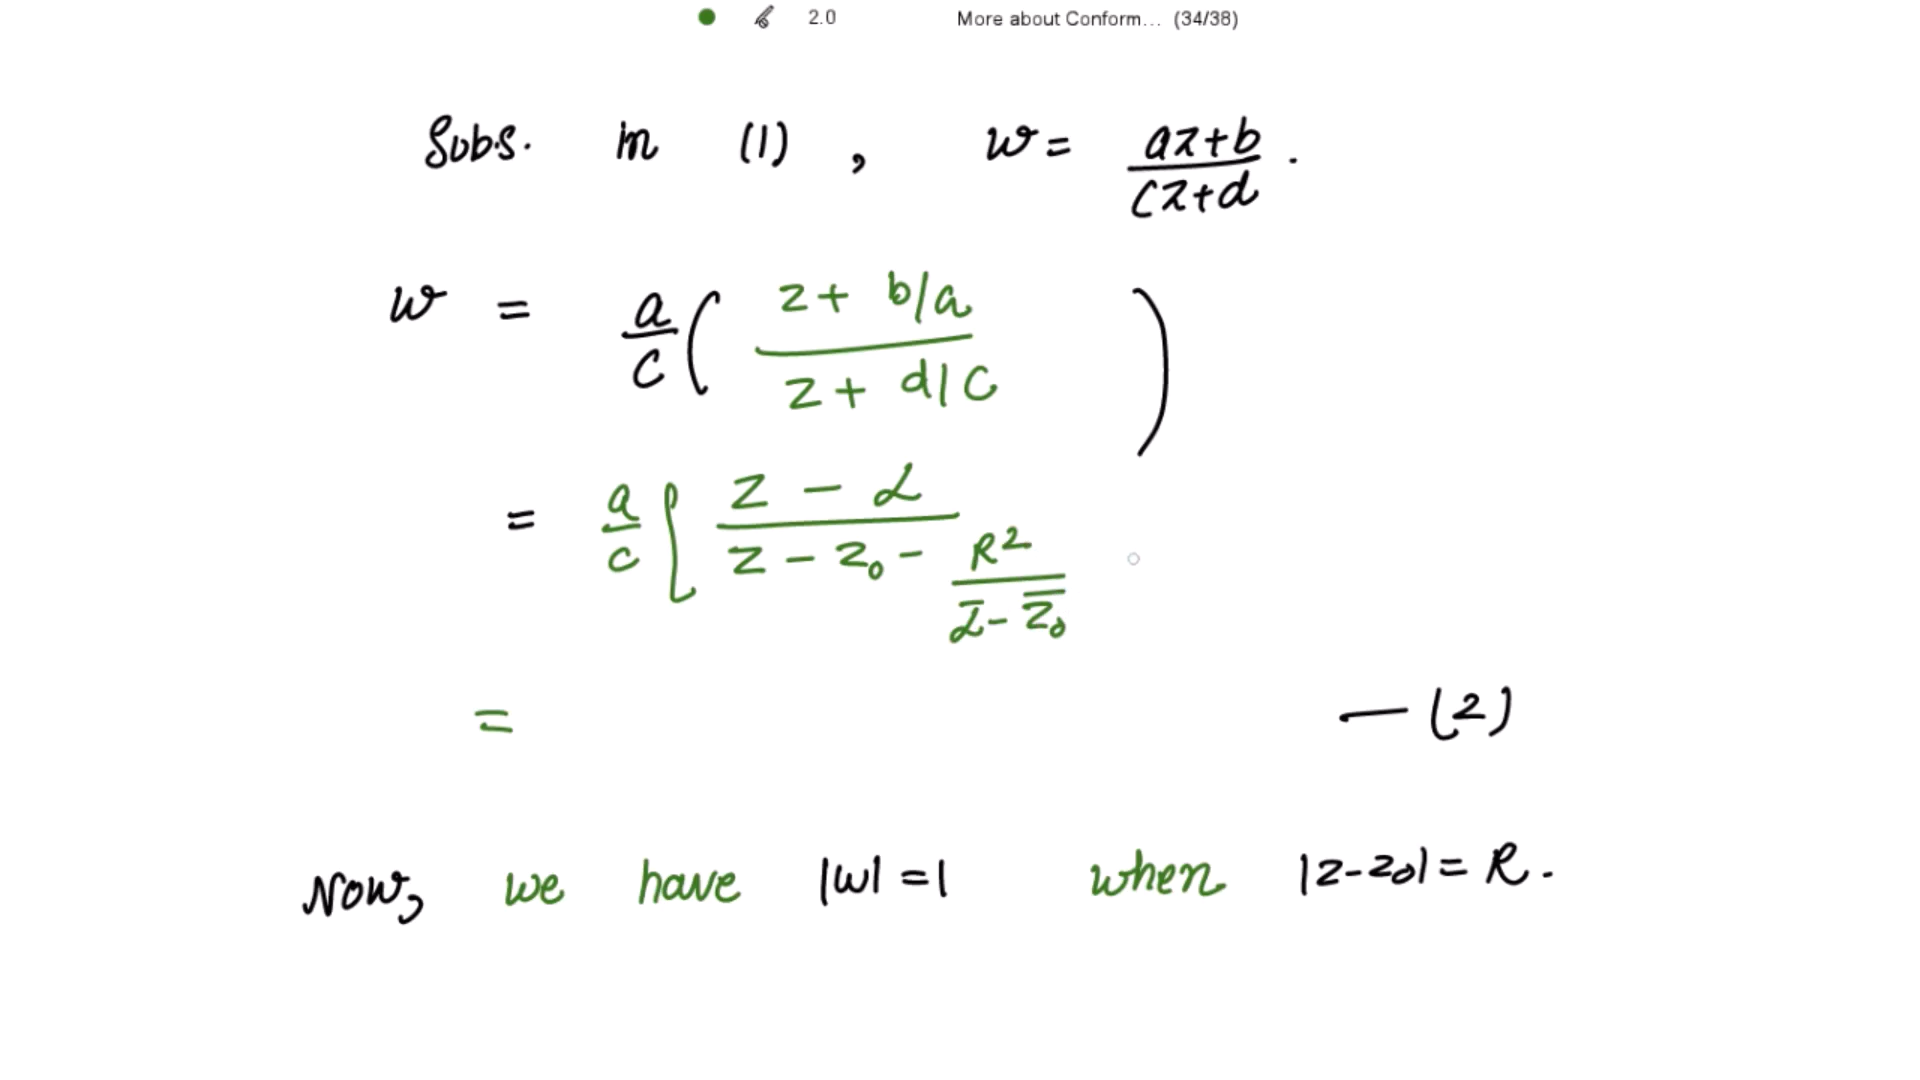 2.0 More about Conform... (34/38)
Subs. in (1), w = az+b / cz+d .
w = a/c ( z + b/a / z + d/c )
= a/c [ z - α / z - z₀ - R² / ᾱ - z̄₀
= — (2)
Now, we have |w| = 1 when |z-z₀| = R.